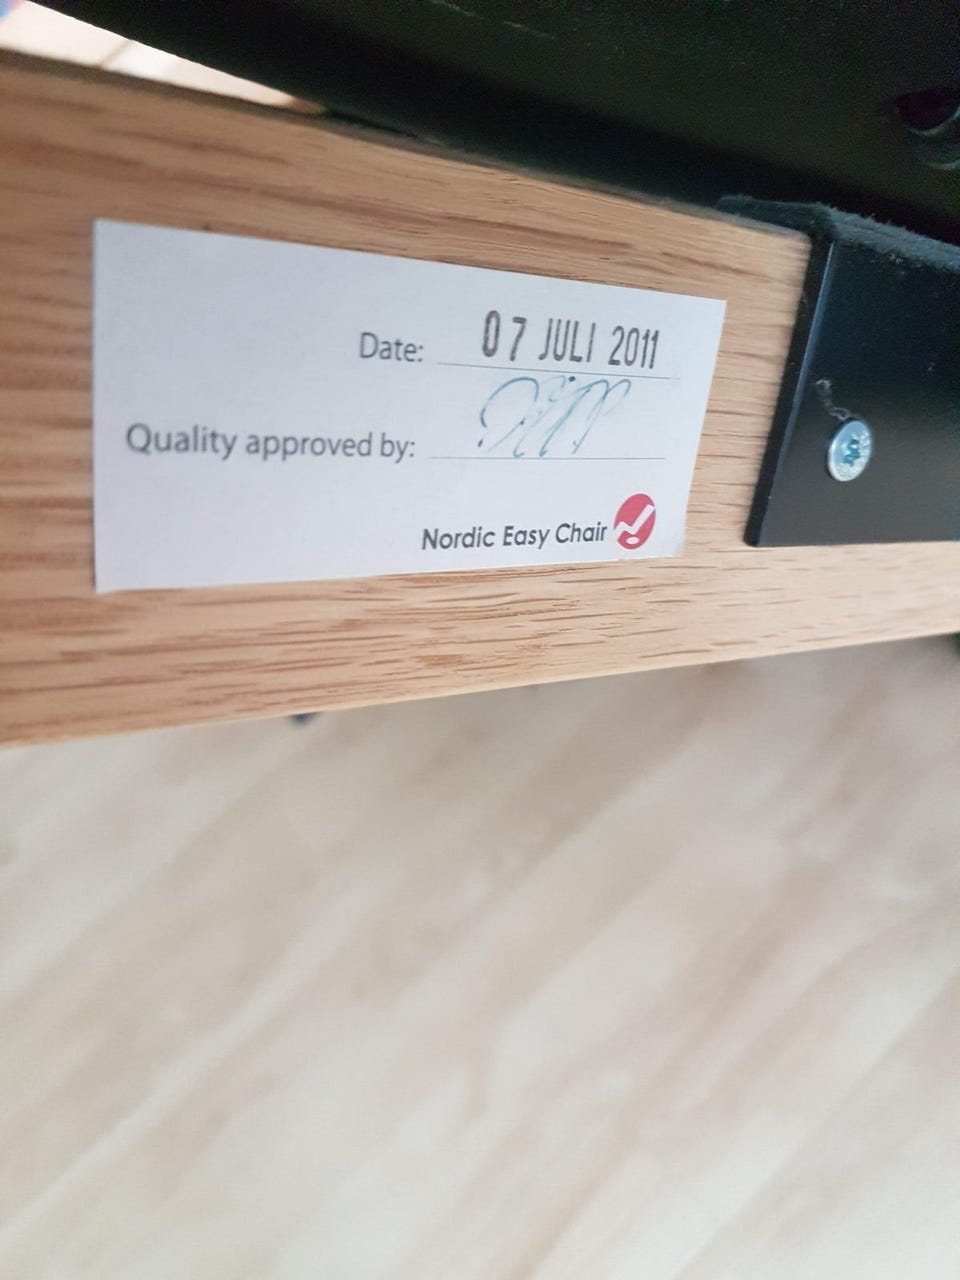 Date: 07 JULI 2011
Quality approved by:
Nordic Easy Chair